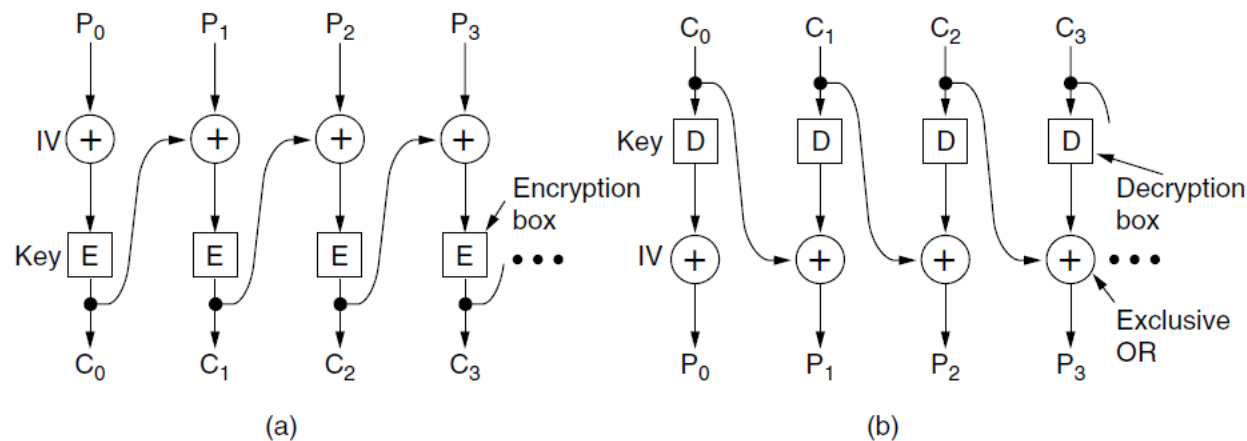 P0 P1 P2 P3
IV + + + +
Encryption
box
Key E E E E
C0 C1 C2 C3
(a)
C0 C1 C2 C3
Key D D D D
Decryption
box
IV + + + +
Exclusive
OR
P0 P1 P2 P3
(b)